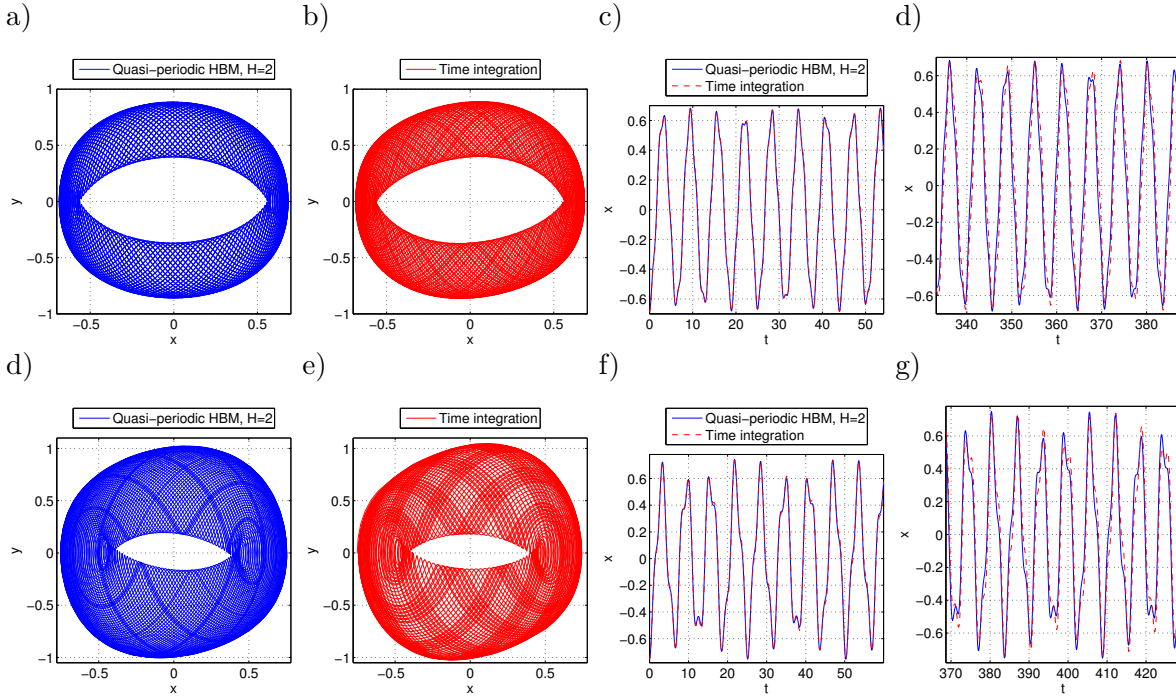 a)
b)
c)
d)
Quasi−periodic HBM, H=2
Time integration
Quasi−periodic HBM, H=2
Time integration
1
0.5
0
−0.5
−1
y
−0.5
0
0.5
x
1
0.5
0
−0.5
−1
y
−0.5
0
0.5
x
0.6
0.4
0.2
0
−0.2
−0.4
−0.6
x
0
10
20
30
40
50
t
0.6
0.4
0.2
0
−0.2
−0.4
−0.6
x
340
350
360
370
380
t
d)
e)
f)
g)
Quasi−periodic HBM, H=2
Time integration
Quasi−periodic HBM, H=2
Time integration
1
0.5
0
−0.5
−1
y
−0.5
0
0.5
x
1
0.5
0
−0.5
−1
y
−0.5
0
0.5
x
0.6
0.4
0.2
0
−0.2
−0.4
−0.6
x
0
10
20
30
40
50
t
0.8
0.6
0.4
0.2
0
−0.2
−0.4
−0.6
x
370
380
390
400
410
420
t